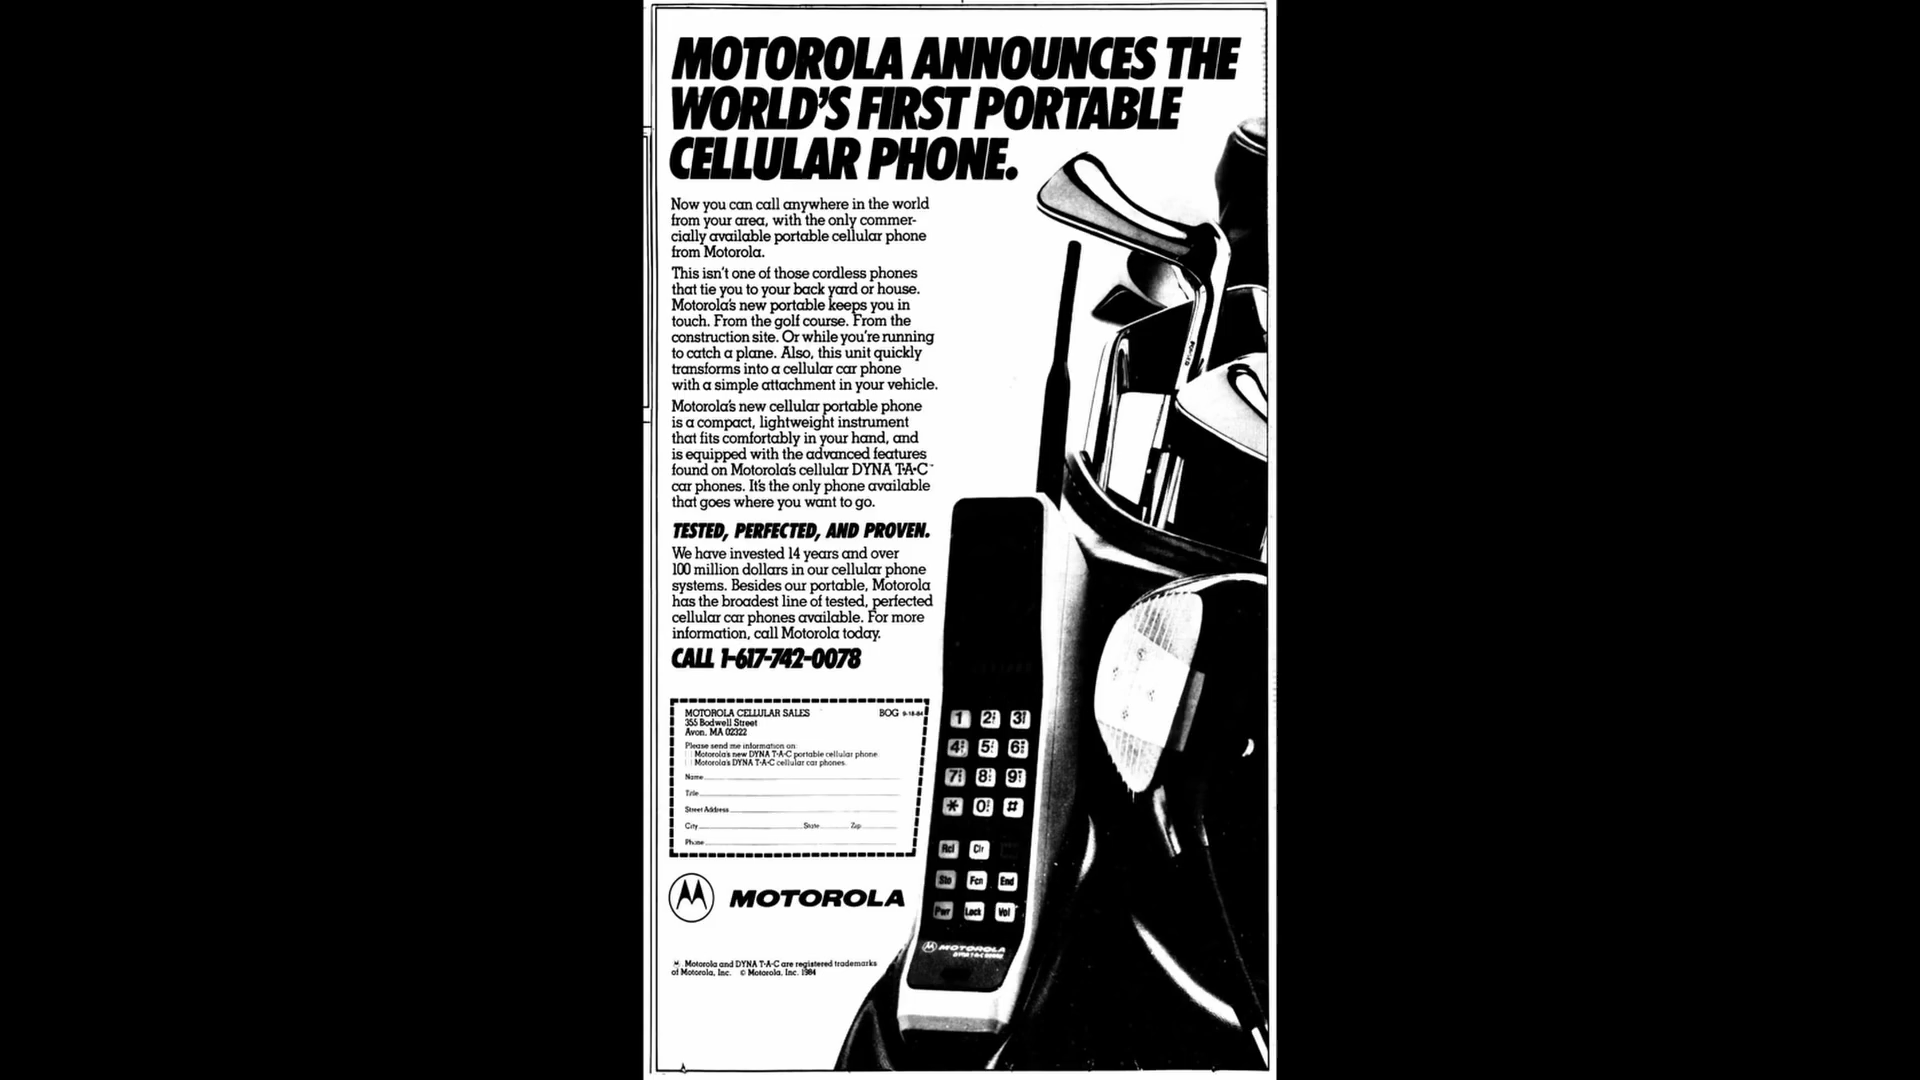 MOTOROLA ANNOUNCES THE
WORLD'S FIRST PORTABLE
CELLULAR PHONE.
Now you can call anywhere in the world
from your area, with the only commer-
cially available portable cellular phone
from Motorola.
This isn't one of those cordless phones
that tie you to your back yard or house.
Motorola's new portable keeps you in
touch. From the golf course. From the
construction site. Or while you're running
to catch a plane. Also, this unit quickly
transforms into a cellular car phone
with a simple attachment in your vehicle.
Motorola's new cellular portable phone
is a compact, lightweight instrument
that fits comfortably in your hand, and
is equipped with the advanced features
found on Motorola's cellular DYNA T•A•C™
car phones. It's the only phone available
that goes where you want to go.
TESTED, PERFECTED, AND PROVEN.
We have invested 14 years and over
100 million dollars in our cellular phone
systems. Besides our portable, Motorola
has the broadest line of tested, perfected
cellular car phones available. For more
information, call Motorola today.
CALL 1-617-742-0078
MOTOROLA CELLULAR SALES BOG 9-18-84
355 Bodwell Street
Avon, MA 02322
Please send me information on:
Motorola's new DYNA T•A•C portable cellular phone
Motorola's DYNA T•A•C cellular car phones.
Name
Title
Street Address
City State Zip
Phone
MOTOROLA
Motorola and DYNA T•A•C are registered trademarks
of Motorola, Inc. © Motorola, Inc. 1984
1 2 3
4 5 6
7 8 9
* 0 #
Rcl Clr
Sto Fcn End
Pwr Lock Vol
MOTOROLA